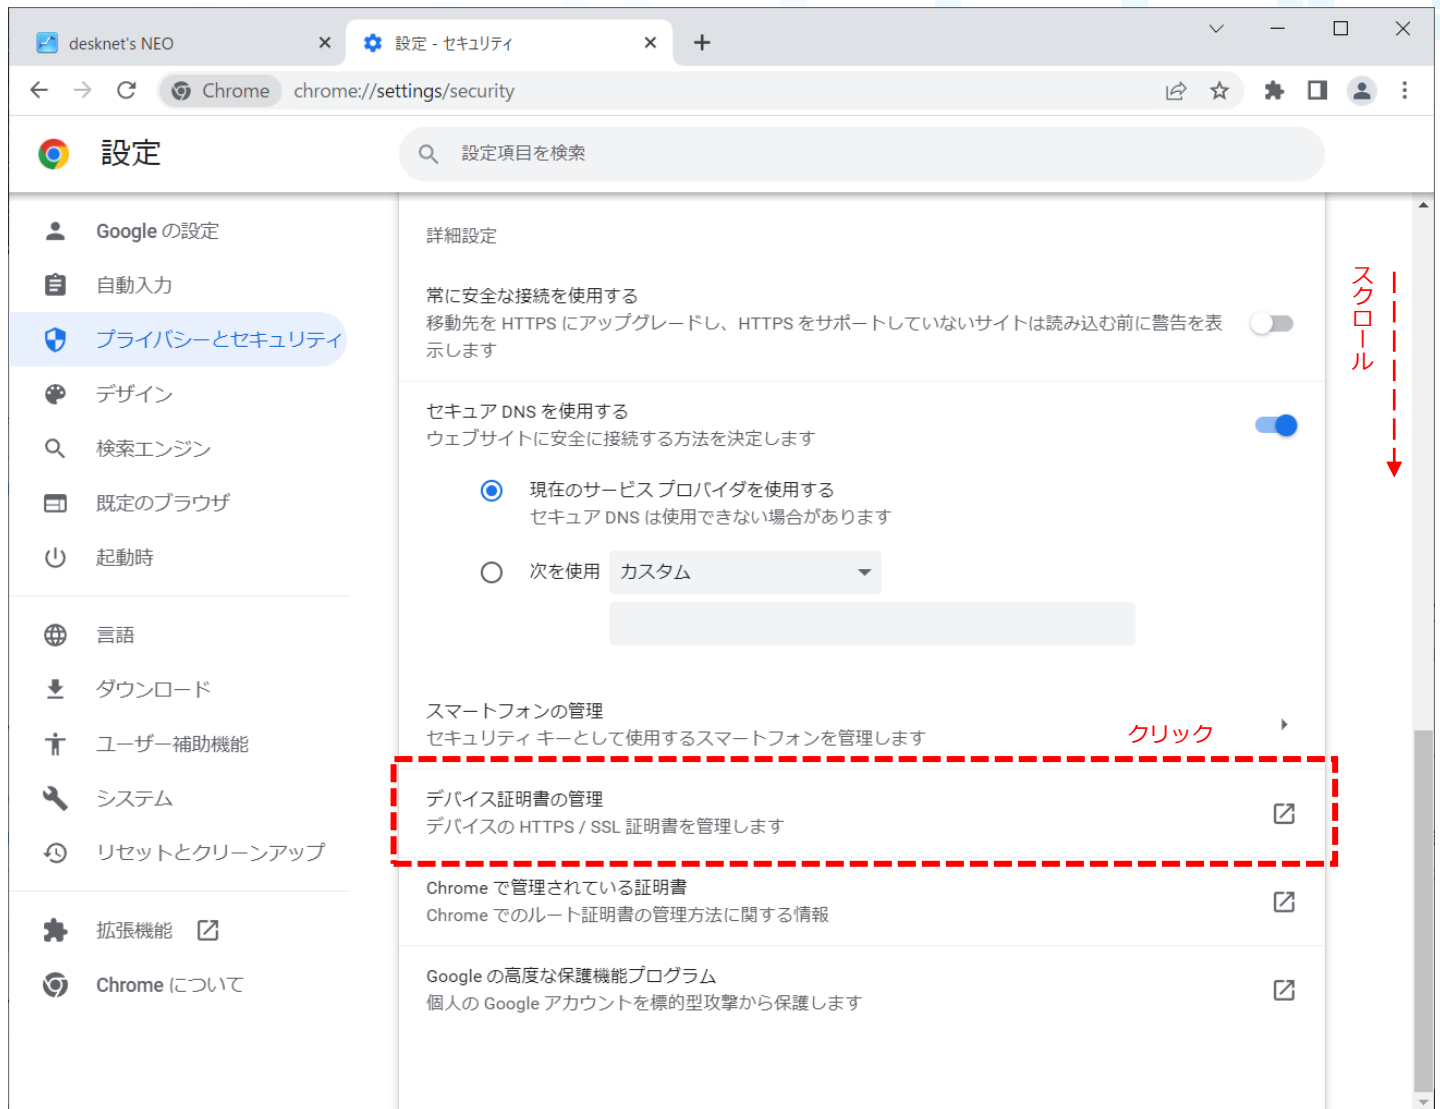 desknet's NEO
設定 - セキュリティ
Chrome
chrome://settings/security
設定
設定項目を検索
Google の設定
自動入力
プライバシーとセキュリティ
デザイン
検索エンジン
既定のブラウザ
起動時
言語
ダウンロード
ユーザー補助機能
システム
リセットとクリーンアップ
拡張機能
Chrome について
詳細設定
常に安全な接続を使用する
移動先を HTTPS にアップグレードし、HTTPS をサポートしていないサイトは読み込む前に警告を表
示します
セキュア DNS を使用する
ウェブサイトに安全に接続する方法を決定します
現在のサービス プロバイダを使用する
セキュア DNS は使用できない場合があります
次を使用
カスタム
スマートフォンの管理
セキュリティ キーとして使用するスマートフォンを管理します
クリック
デバイス証明書の管理
デバイスの HTTPS / SSL 証明書を管理します
Chrome で管理されている証明書
Chrome でのルート証明書の管理方法に関する情報
Google の高度な保護機能プログラム
個人の Google アカウントを標的型攻撃から保護します
スクロール